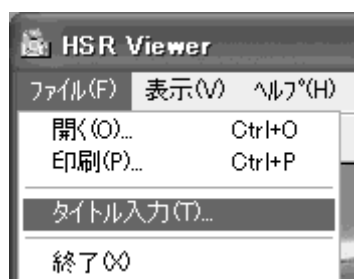 HSR Viewer
ﾌｧｲﾙ(F) 表示(V) ﾍﾙﾌﾟ(H)
開く(O)... Ctrl+O
印刷(P)... Ctrl+P
タイトル入力(T)...
終了(X)